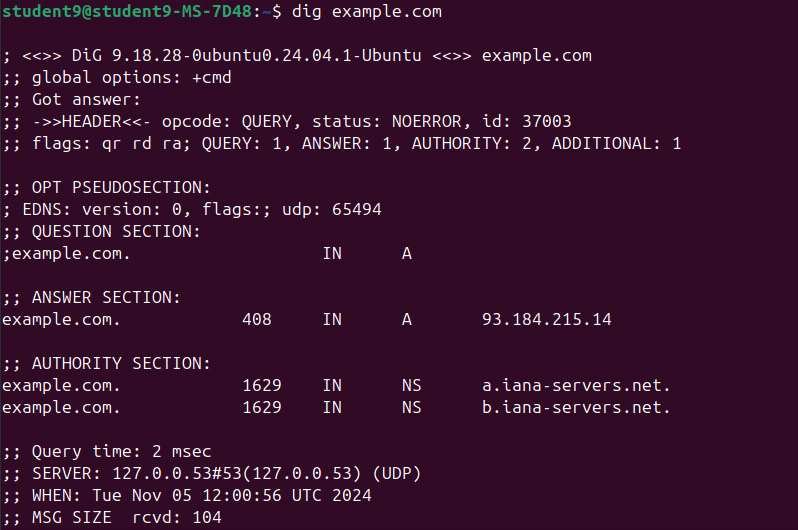 student9@student9-MS-7D48:~$ dig example.com
; <<>> DiG 9.18.28-0ubuntu0.24.04.1-Ubuntu <<>> example.com
;; global options: +cmd
;; Got answer:
;; ->>HEADER<<- opcode: QUERY, status: NOERROR, id: 37003
;; flags: qr rd ra; QUERY: 1, ANSWER: 1, AUTHORITY: 2, ADDITIONAL: 1
;; OPT PSEUDOSECTION:
; EDNS: version: 0, flags:; udp: 65494
;; QUESTION SECTION:
;example.com. IN A
;; ANSWER SECTION:
example.com. 408 IN A 93.184.215.14
;; AUTHORITY SECTION:
example.com. 1629 IN NS a.iana-servers.net.
example.com. 1629 IN NS b.iana-servers.net.
;; Query time: 2 msec
;; SERVER: 127.0.0.53#53(127.0.0.53) (UDP)
;; WHEN: Tue Nov 05 12:00:56 UTC 2024
;; MSG SIZE rcvd: 104